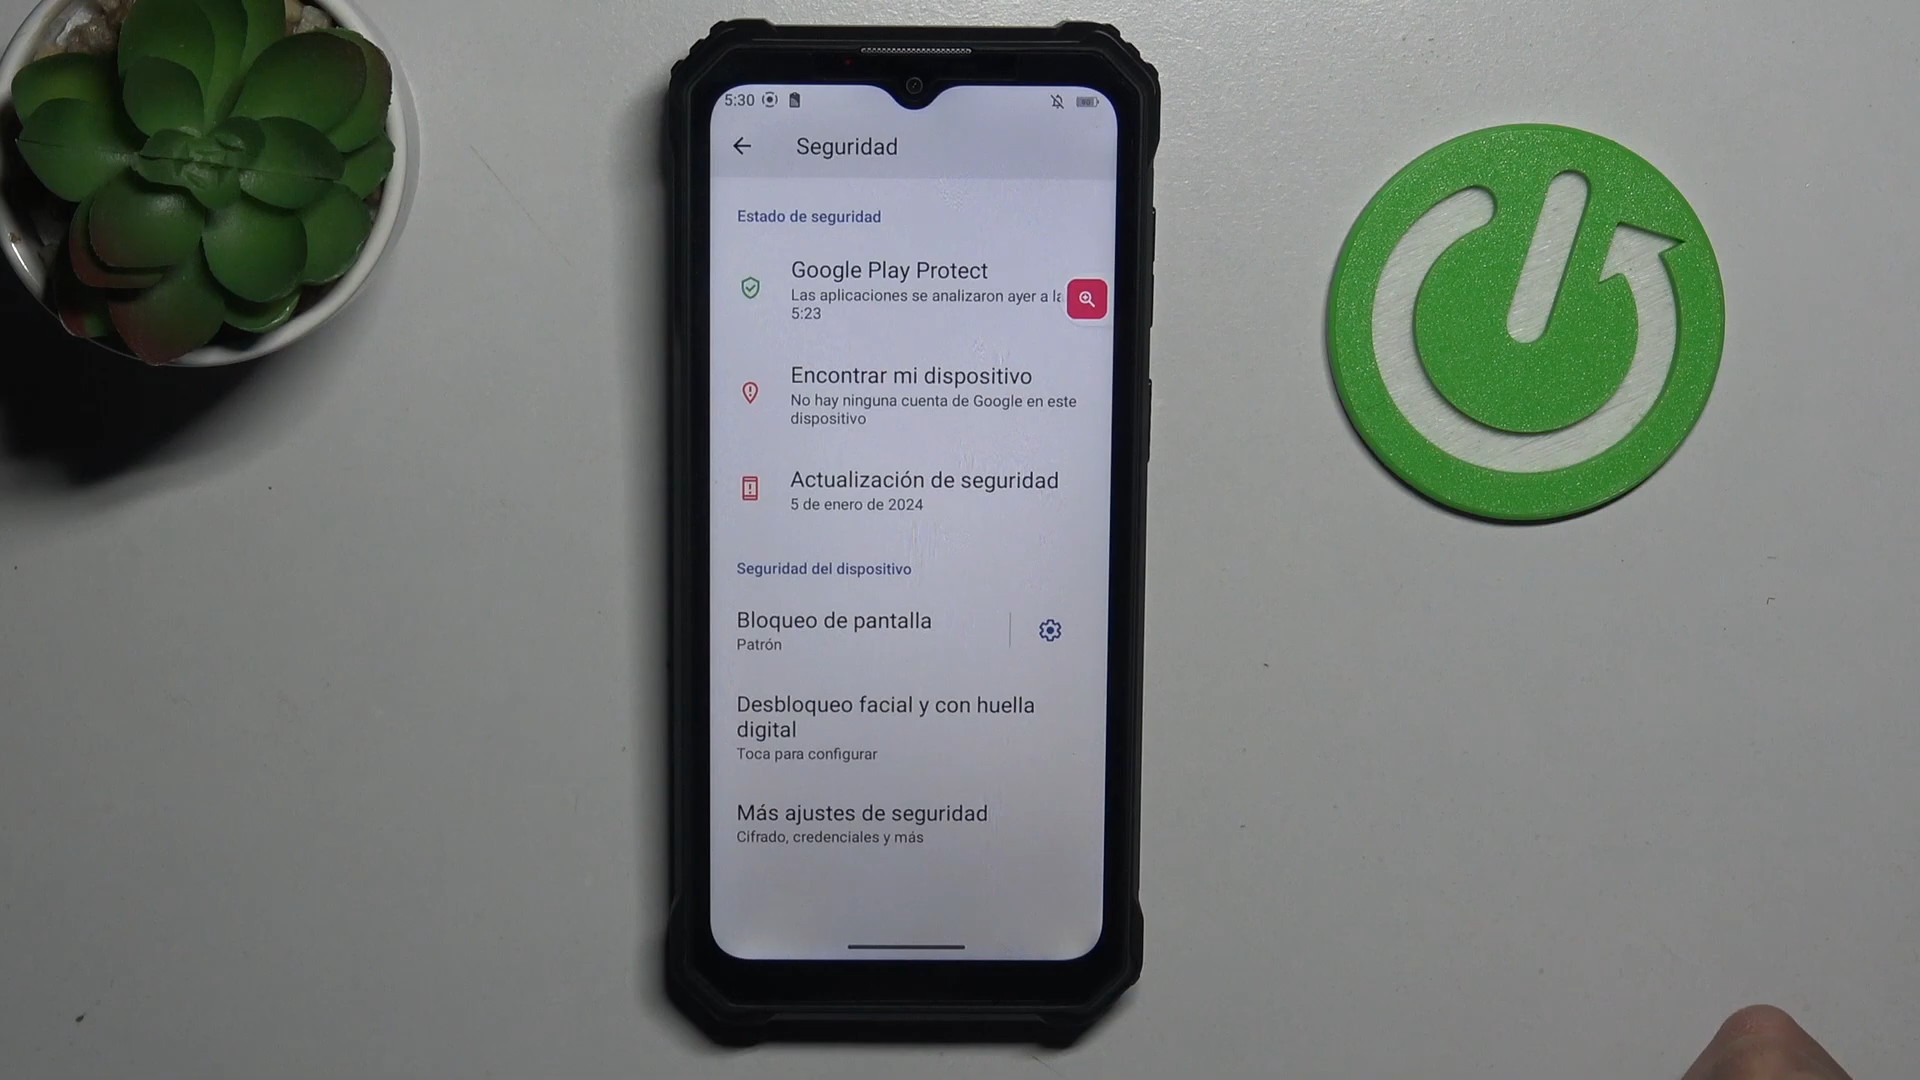 5:30
Seguridad
Estado de seguridad
Google Play Protect
Las aplicaciones se analizaron ayer a
5:23
Encontrar mi dispositivo
No hay ninguna cuenta de Google en este
dispositivo
Actualización de seguridad
5 de enero de 2024
Seguridad del dispositivo
Bloqueo de pantalla
Patrón
Desbloqueo facial y con huella
digital
Toca para configurar
Más ajustes de seguridad
Cifrado, credenciales y más